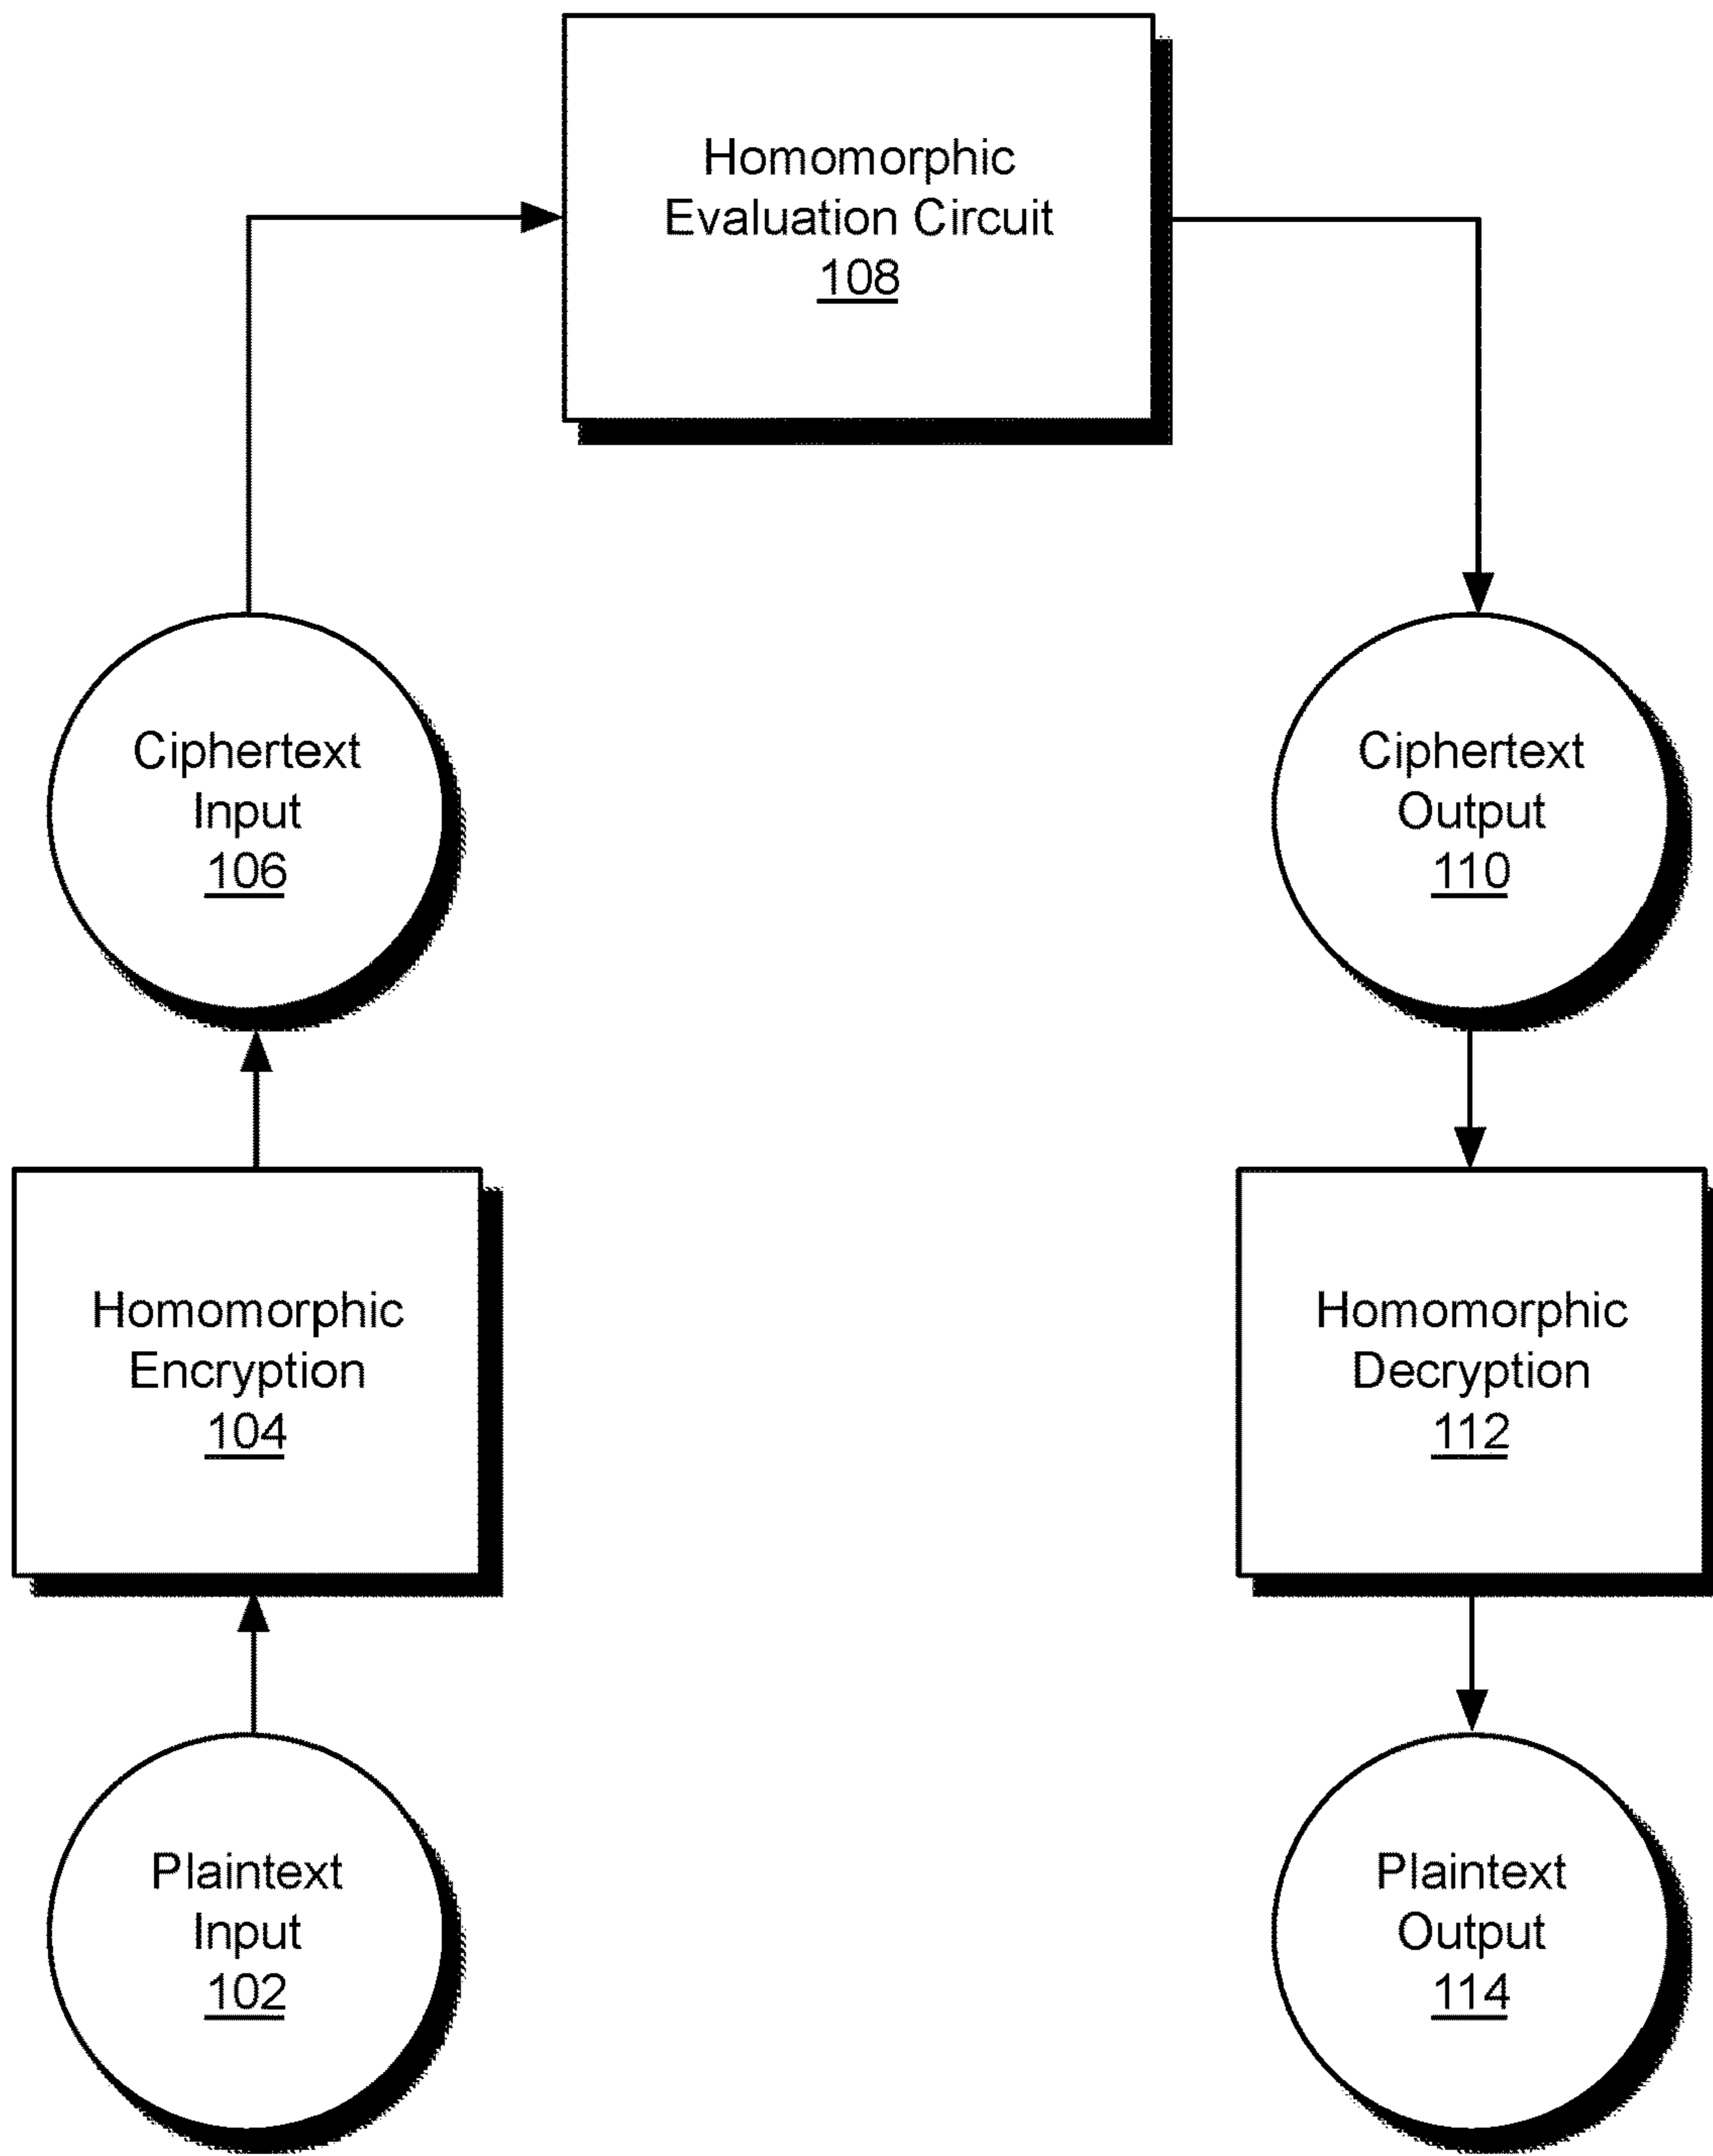 Homomorphic
Evaluation Circuit
108
Ciphertext
Input
106
Ciphertext
Output
110
Homomorphic
Encryption
104
Homomorphic
Decryption
112
Plaintext
Input
102
Plaintext
Output
114